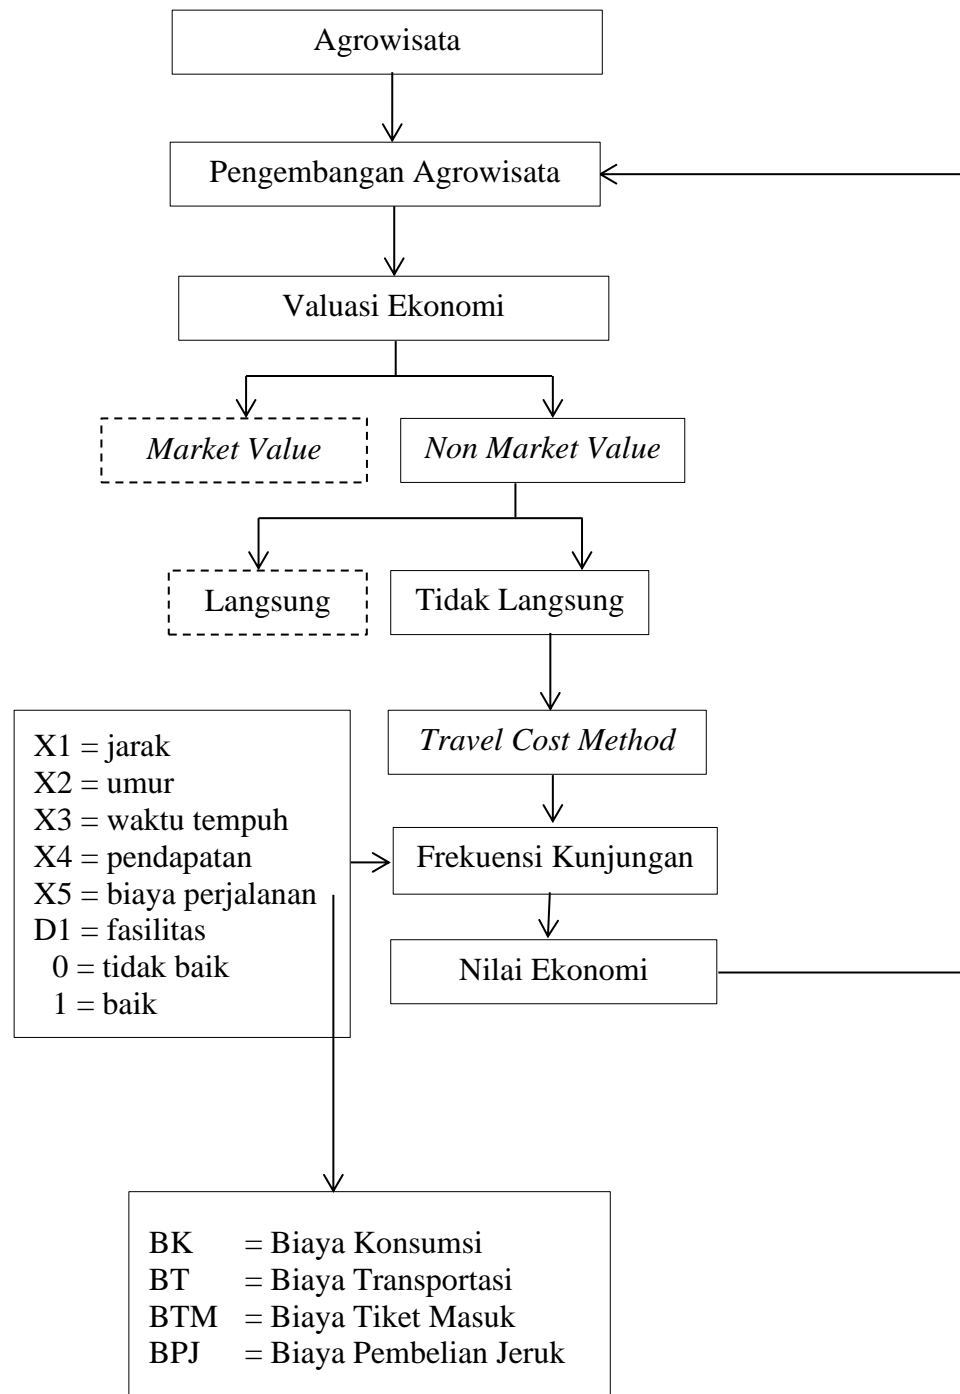 Agrowisata
Pengembangan Agrowisata
Valuasi Ekonomi
Market Value
Non Market Value
Langsung
Tidak Langsung
Travel Cost Method
X1 = jarak
X2 = umur
X3 = waktu tempuh
X4 = pendapatan
X5 = biaya perjalanan
D1 = fasilitas
0 = tidak baik
1 = baik
Frekuensi Kunjungan
Nilai Ekonomi
BK = Biaya Konsumsi
BT = Biaya Transportasi
BTM = Biaya Tiket Masuk
BPJ = Biaya Pembelian Jeruk